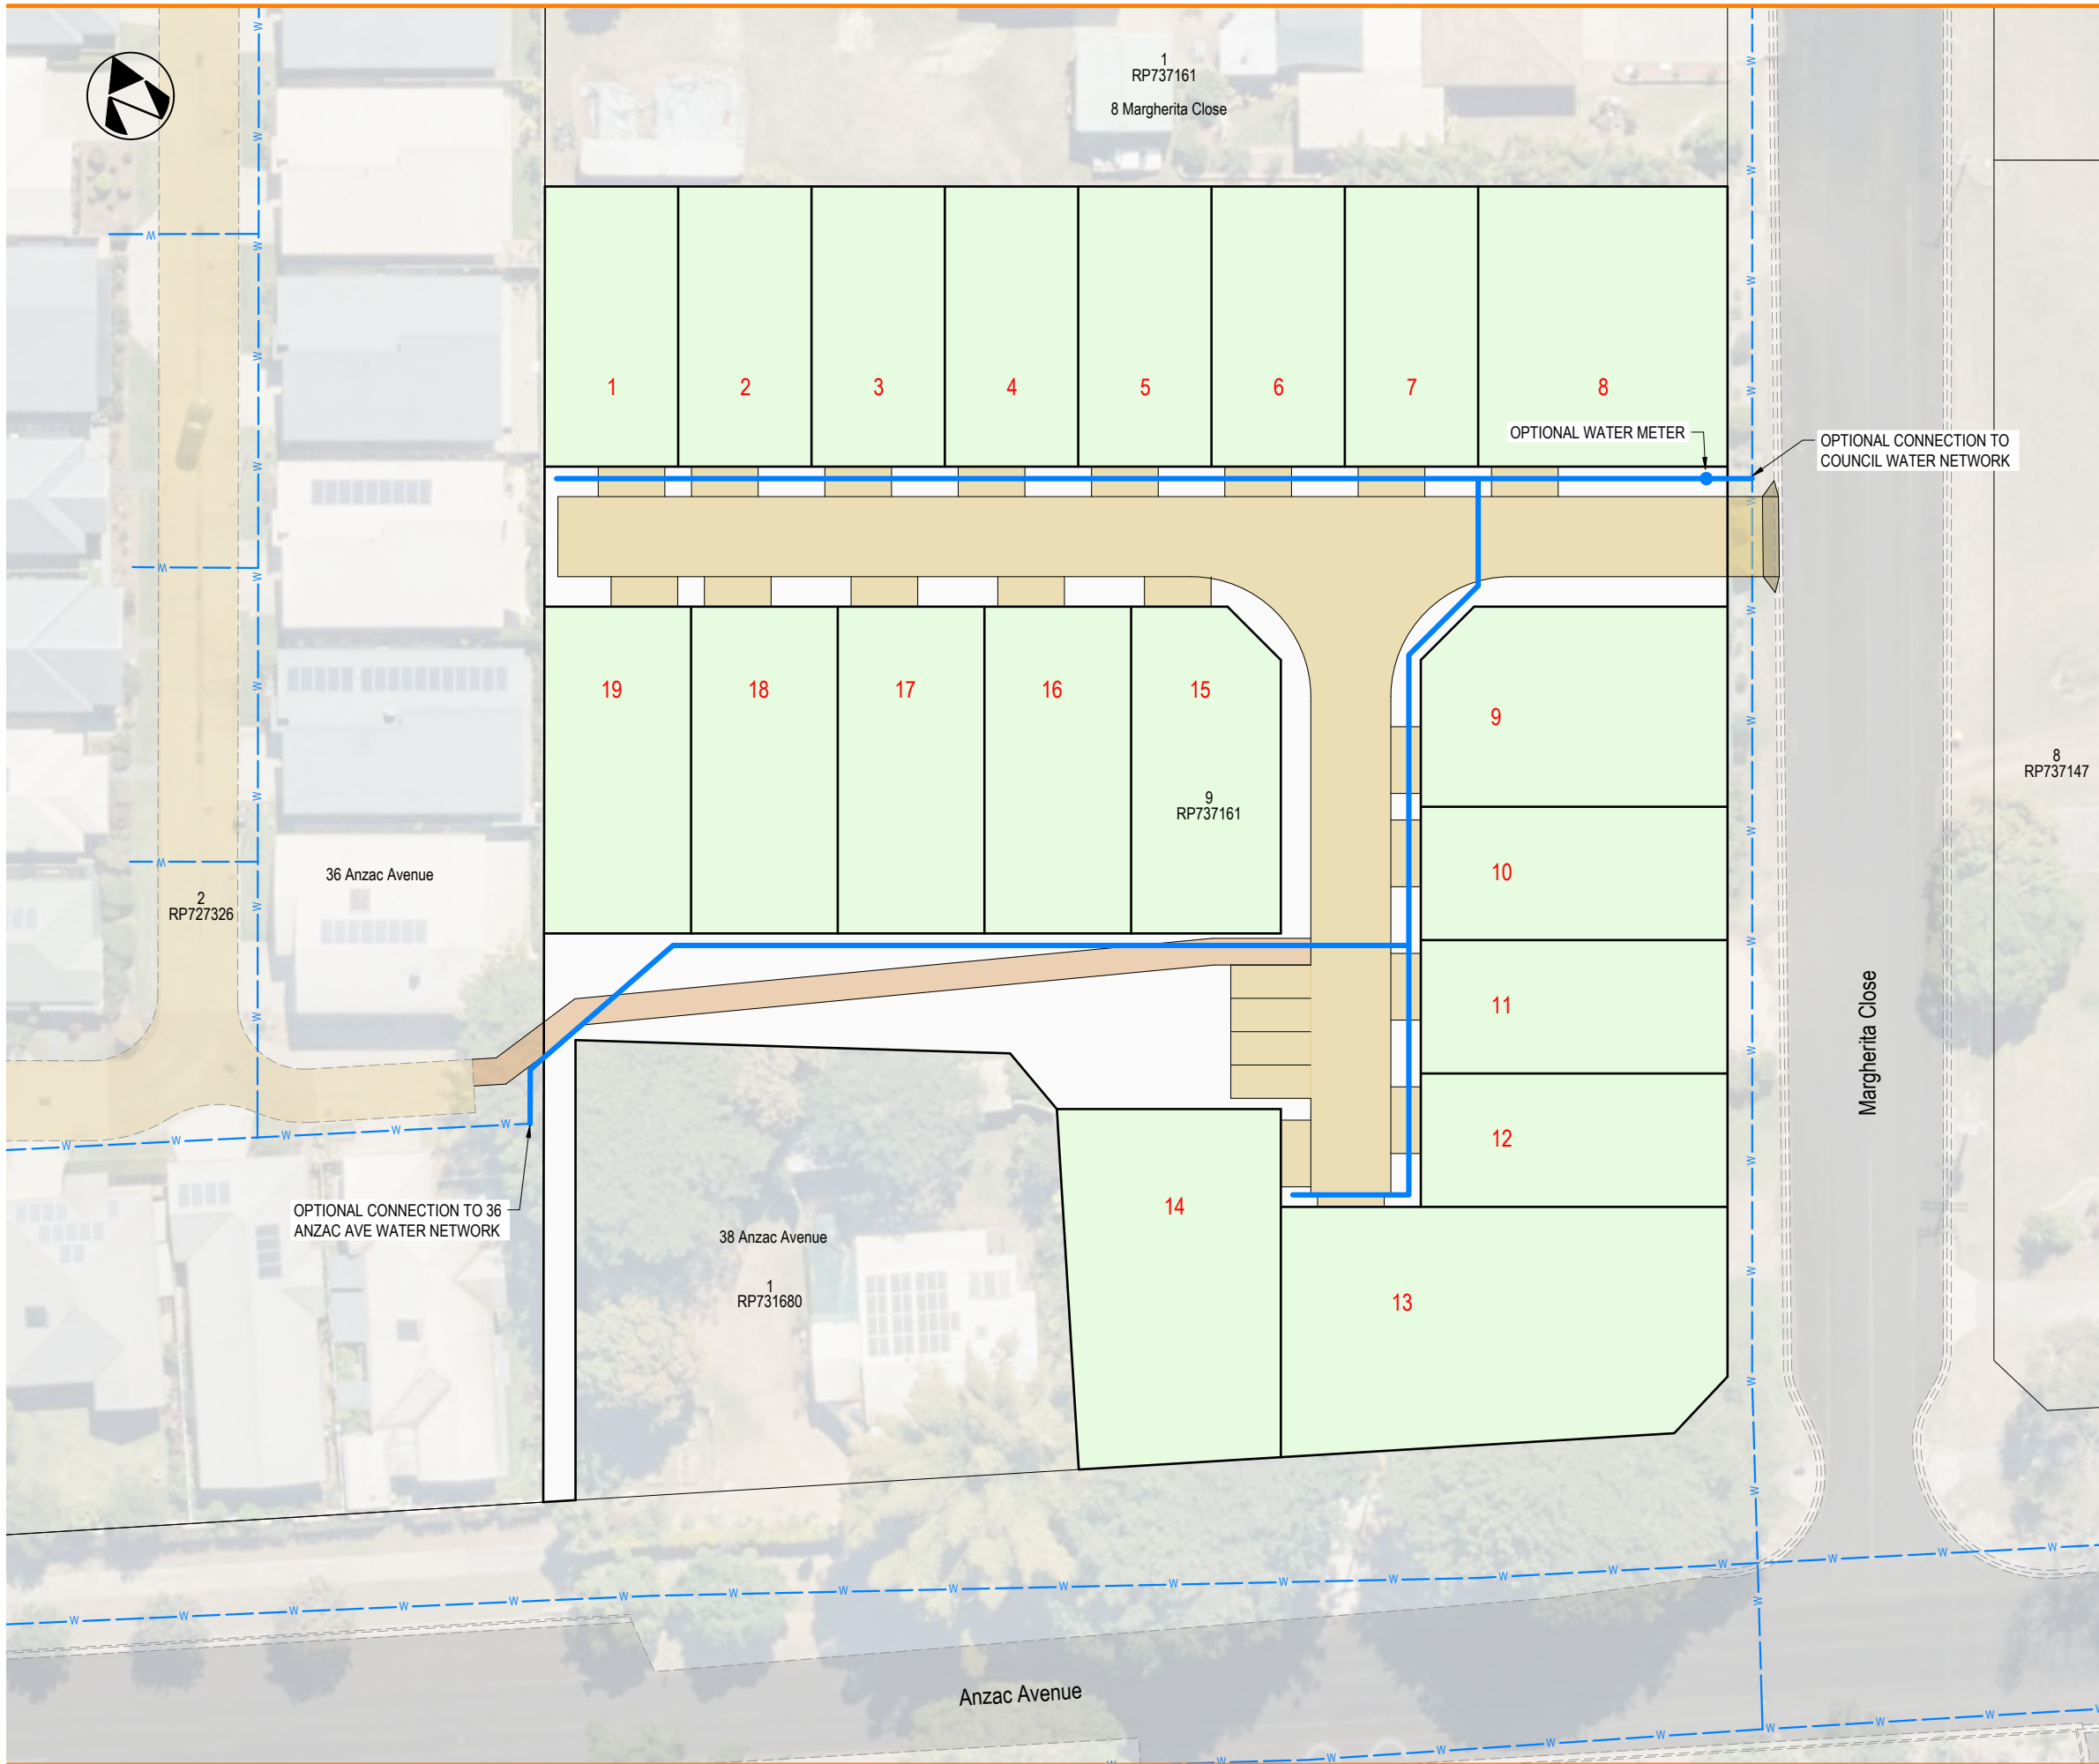 1
RP737161
8 Margherita Close
1
2
3
4
5
6
7
8
OPTIONAL WATER METER
OPTIONAL CONNECTION TO
COUNCIL WATER NETWORK
19
18
17
16
15
9
9
RP737161
8
RP737147
10
36 Anzac Avenue
2
RP727326
11
Margherita Close
12
OPTIONAL CONNECTION TO 36
ANZAC AVE WATER NETWORK
14
38 Anzac Avenue
1
RP731680
13
Anzac Avenue